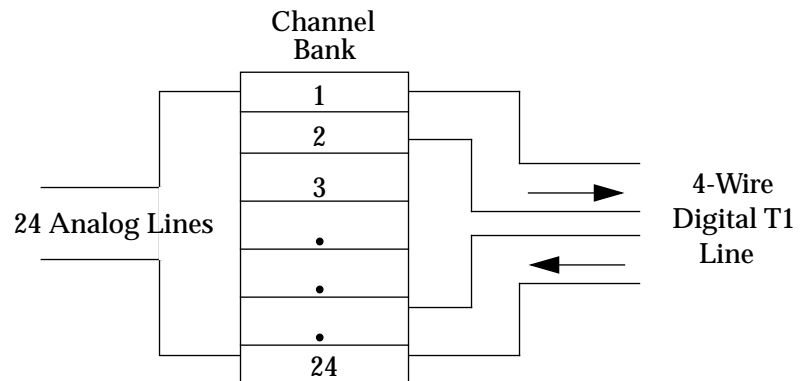 Channel
Bank
1
2
3
24 Analog Lines
4-Wire
Digital T1
Line
•
•
•
24